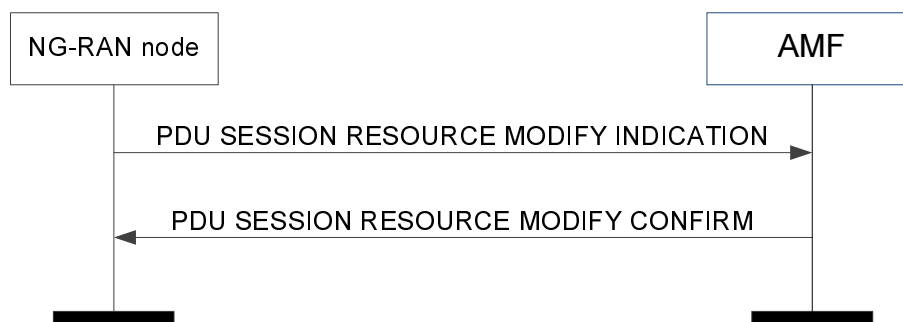 NG-RAN node
AMF
PDU SESSION RESOURCE MODIFY INDICATION
PDU SESSION RESOURCE MODIFY CONFIRM